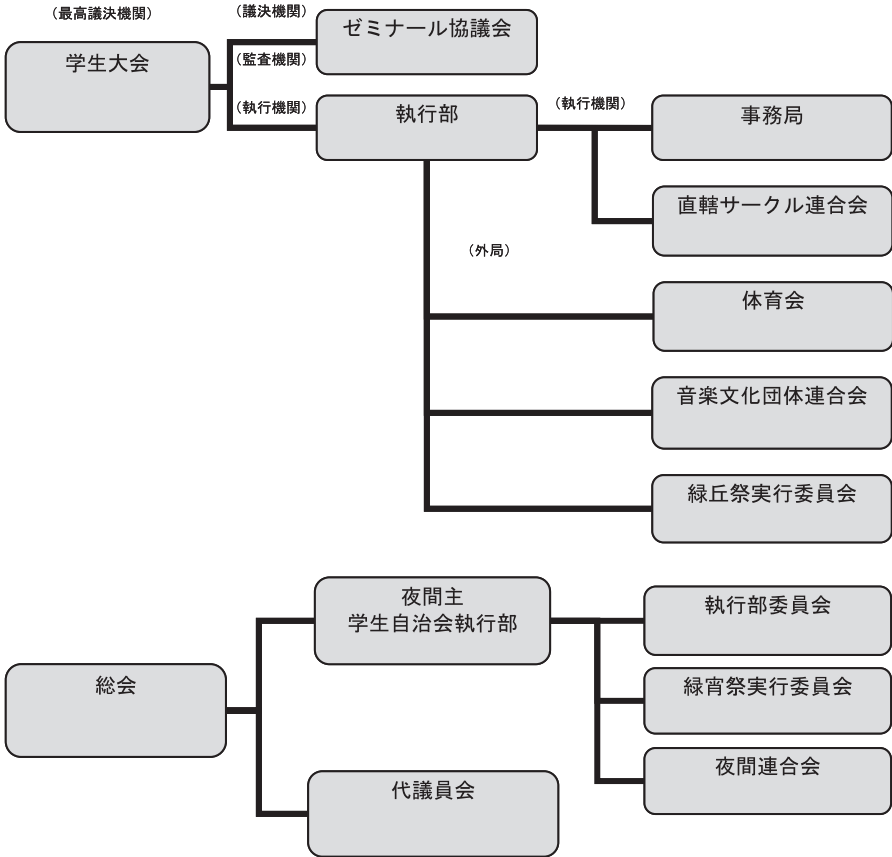 （最高議決機関）
学生大会
（議決機関）
（監査機関）
（執行機関）
ゼミナール協議会
執行部
（執行機関）
事務局
直轄サークル連合会
（外局）
体育会
音楽文化団体連合会
緑丘祭実行委員会
総会
夜間主
学生自治会執行部
代議員会
執行部委員会
緑宵祭実行委員会
夜間連合会